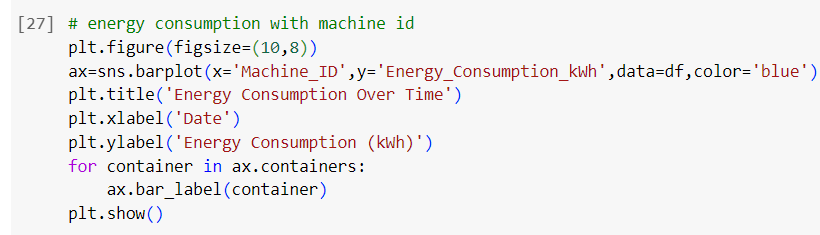 [27] # energy consumption with machine id
plt.figure(figsize=(10,8))
ax=sns.barplot(x='Machine_ID',y='Energy_Consumption_kWh',data=df,color='blue')
plt.title('Energy Consumption Over Time')
plt.xlabel('Date')
plt.ylabel('Energy Consumption (kWh)')
for container in ax.containers:
    ax.bar_label(container)
plt.show()